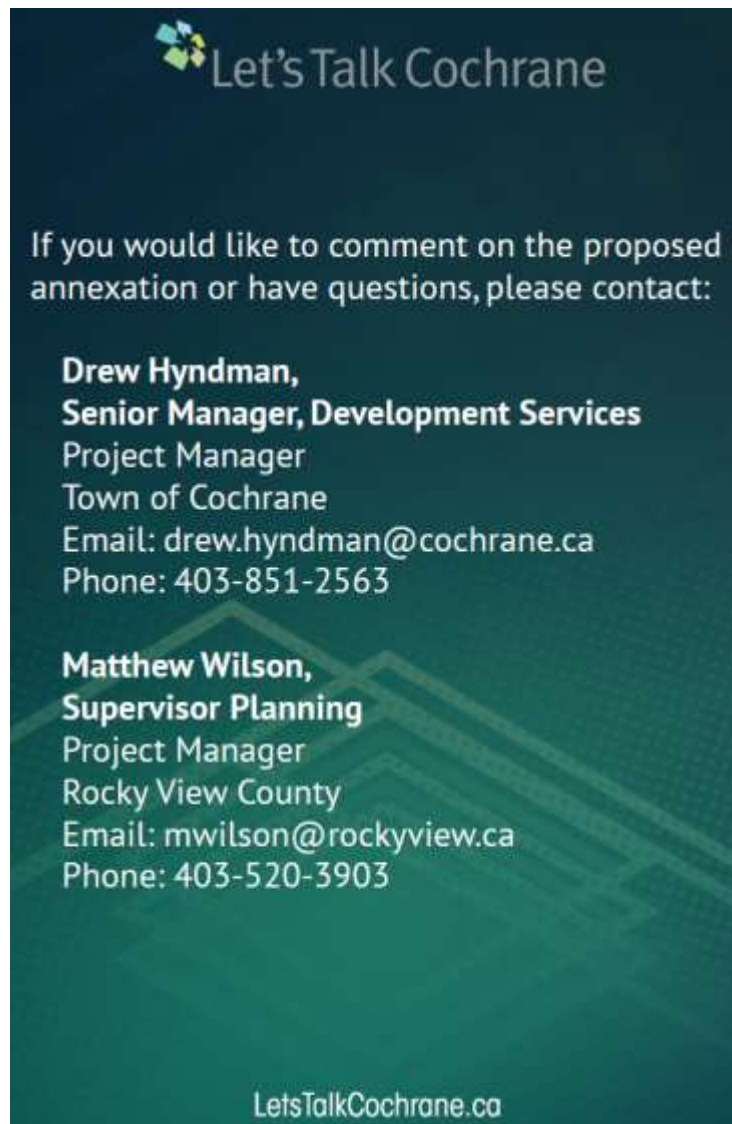 Let's Talk Cochrane
If you would like to comment on the proposed
annexation or have questions, please contact:
Drew Hyndman,
Senior Manager, Development Services
Project Manager
Town of Cochrane
Email: drew.hyndman@cochrane.ca
Phone: 403-851-2563
Matthew Wilson,
Supervisor Planning
Project Manager
Rocky View County
Email: mwilson@rockyview.ca
Phone: 403-520-3903
LetsTalkCochrane.ca